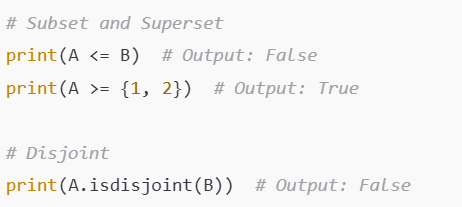 # Subset and Superset
print(A <= B)  # Output: False
print(A >= {1, 2})  # Output: True
# Disjoint
print(A.isdisjoint(B))  # Output: False